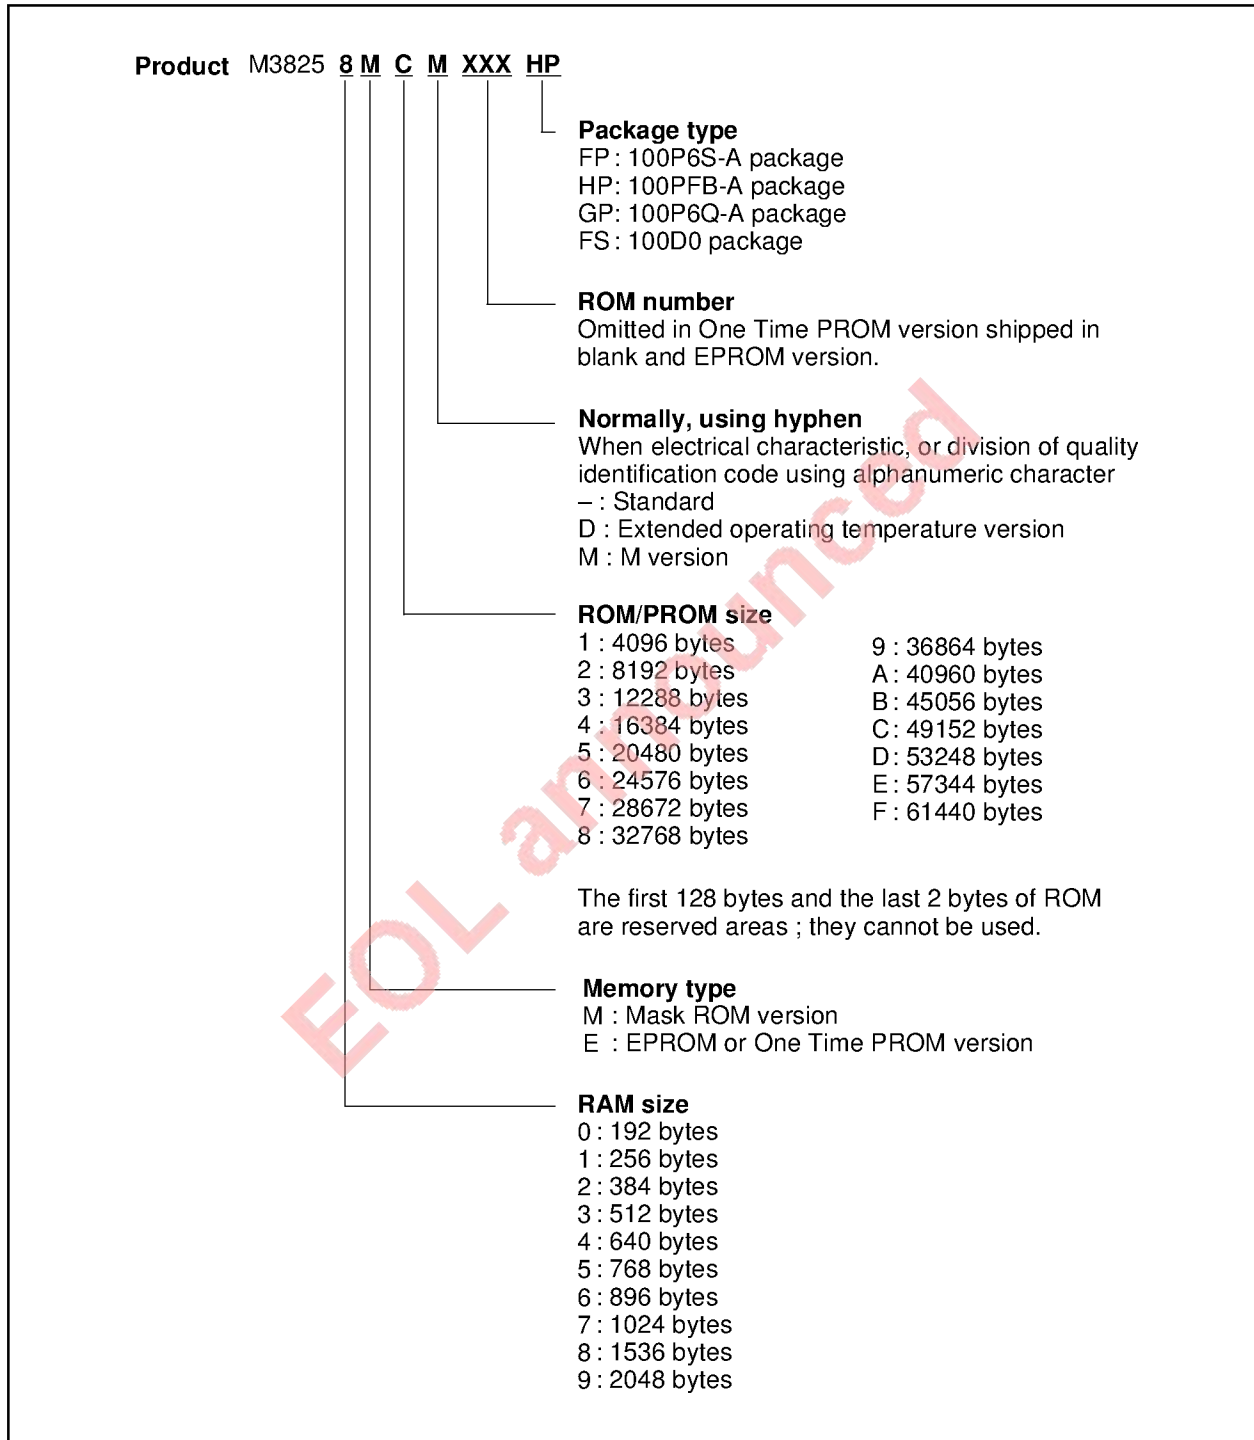 Product M3825 8 M C M XXX HP
Package type
FP : 100P6S-A package
HP: 100PFB-A package
GP: 100P6Q-A package
FS : 100D0 package
ROM number
Omitted in One Time PROM version shipped in
blank and EPROM version.
Normally, using hyphen
When electrical characteristic, or division of quality
identification code using alphanumeric character
– : Standard
D : Extended operating temperature version
M : M version
ROM/PROM size
1 : 4096 bytes
2 : 8192 bytes
3 : 12288 bytes
4 : 16384 bytes
5 : 20480 bytes
6 : 24576 bytes
7 : 28672 bytes
8 : 32768 bytes
9 : 36864 bytes
A : 40960 bytes
B : 45056 bytes
C : 49152 bytes
D : 53248 bytes
E : 57344 bytes
F : 61440 bytes
The first 128 bytes and the last 2 bytes of ROM
are reserved areas ; they cannot be used.
Memory type
M : Mask ROM version
E : EPROM or One Time PROM version
RAM size
0 : 192 bytes
1 : 256 bytes
2 : 384 bytes
3 : 512 bytes
4 : 640 bytes
5 : 768 bytes
6 : 896 bytes
7 : 1024 bytes
8 : 1536 bytes
9 : 2048 bytes
EOL announced